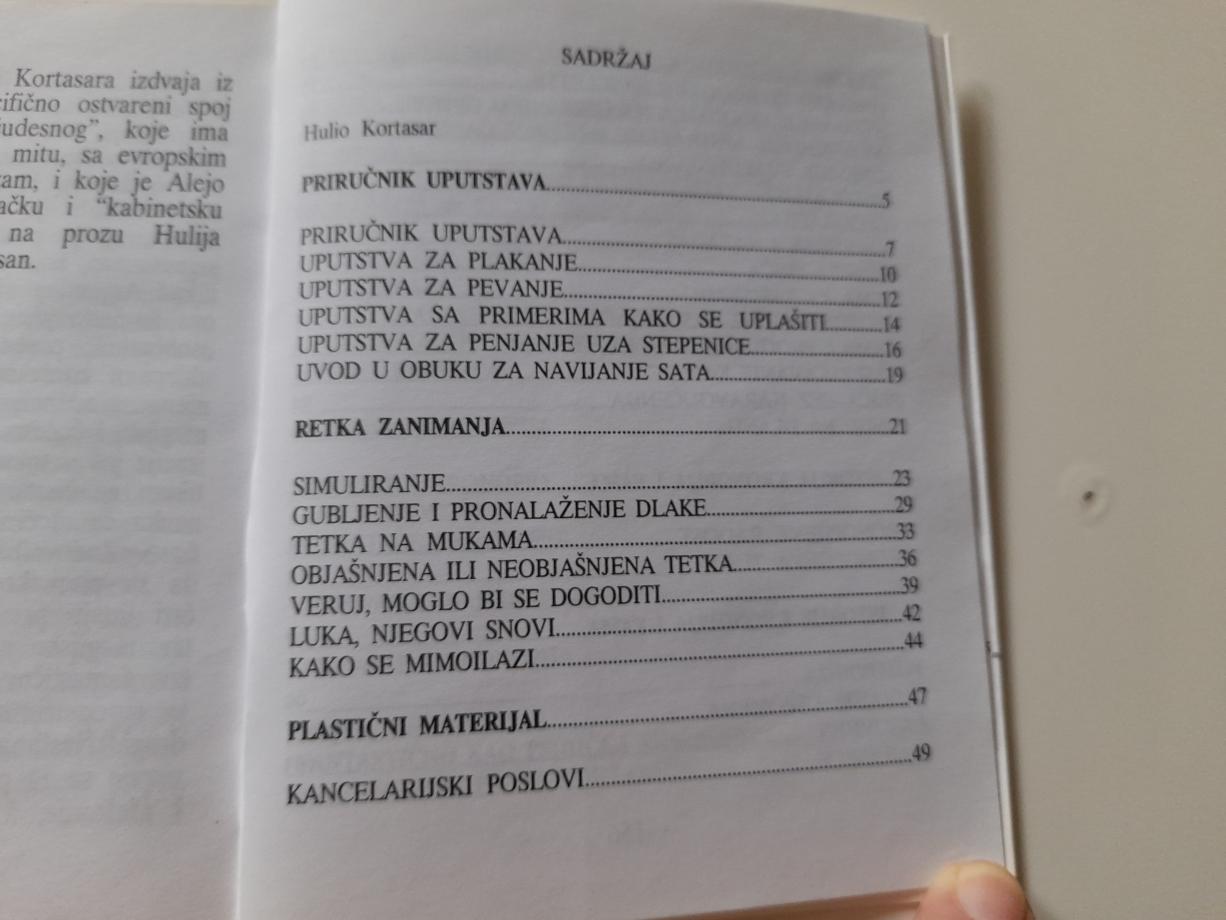 Kortasara izdvaja iz
ifično ostvareni spoj
udesnog”, koje ima
mitu, sa evropskim
am, i koje je Alejo
ačku i “kabinetsku
na prozu Hulija
san.
SADRŽAJ
Hulio Kortasar
PRIRUČNIK UPUTSTAVA....................5
PRIRUČNIK UPUTSTAVA....................7
UPUTSTVA ZA PLAKANJE....................10
UPUTSTVA ZA PEVANJE....................12
UPUTSTVA SA PRIMERIMA KAKO SE UPLAŠITI..........14
UPUTSTVA ZA PENJANJE UZA STEPENICE....................16
UVOD U OBUKU ZA NAVIJANJE SATA....................19
RETKA ZANIMANJA....................21
SIMULIRANJE....................23
GUBLJENJE I PRONALAŽENJE DLAKE....................29
TETKA NA MUKAMA....................33
OBJAŠNJENA ILI NEOBJAŠNJENA TETKA....................36
VERUJ, MOGLO BI SE DOGODITI....................39
LUKA, NJEGOVI SNOVI....................42
KAKO SE MIMOILAZI....................44
PLASTIČNI MATERIJAL....................47
KANCELARIJSKI POSLOVI....................49